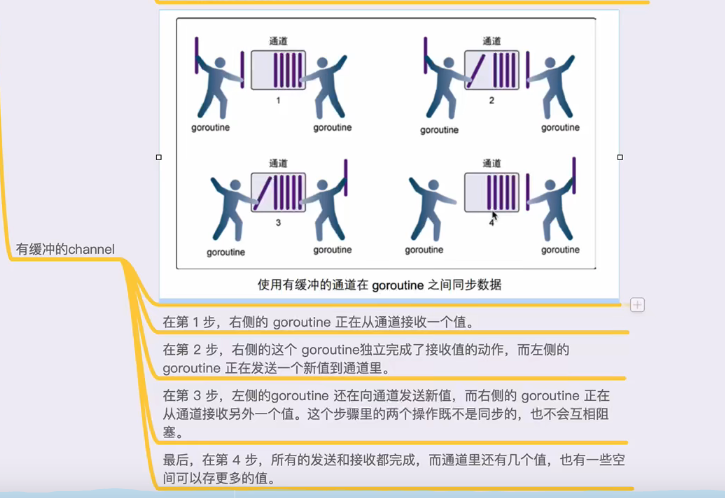 通道
通道
1
2
goroutine
goroutine
goroutine
goroutine
通道
通道
3
4
goroutine
goroutine
goroutine
goroutine
使用有缓冲的通道在 goroutine 之间同步数据
有缓冲的channel
在第 1 步，右侧的 goroutine 正在从通道接收一个值。
在第 2 步，右侧的这个 goroutine独立完成了接收值的动作，而左侧的
goroutine 正在发送一个新值到通道里。
在第 3 步，左侧的goroutine 还在向通道发送新值，而右侧的 goroutine 正在
从通道接收另外一个值。这个步骤里的两个操作既不是同步的，也不会互相阻
塞。
最后，在第 4 步，所有的发送和接收都完成，而通道里还有几个值，也有一些空
间可以存更多的值。